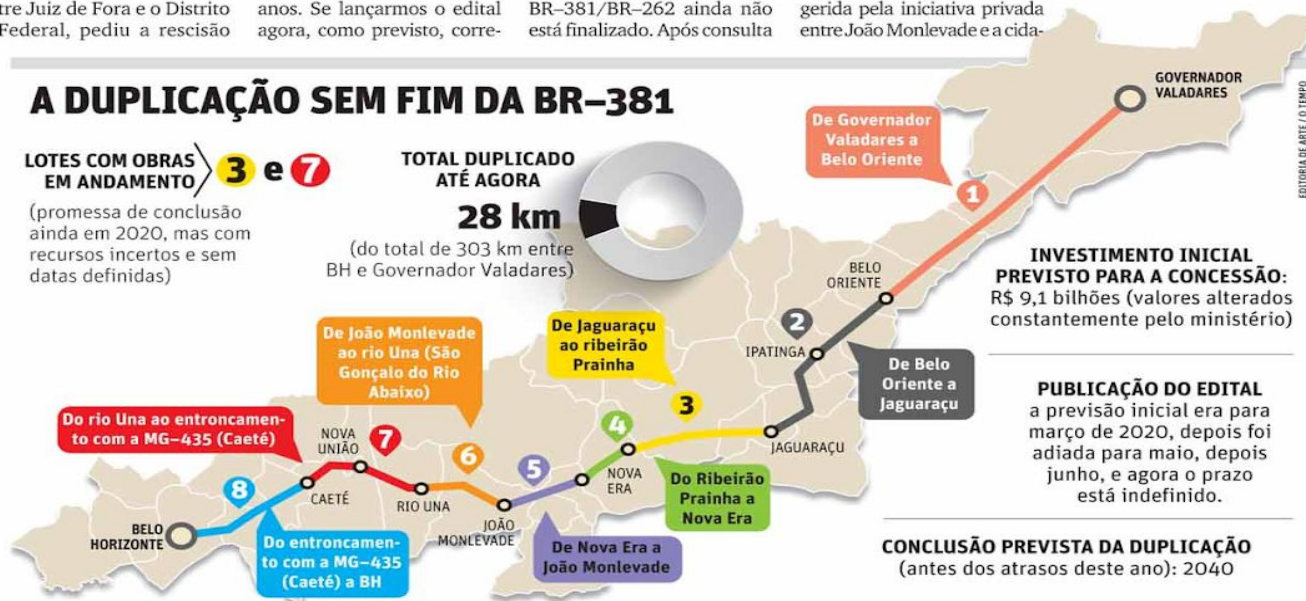 tre Juiz de Fora e o Distrito
Federal, pediu a rescisão
anos. Se lançarmos o edital
agora, como previsto, corre-
BR–381/BR–262 ainda não
está finalizado. Após consulta
gerida pela iniciativa privada
entre João Monlevade e a cida-
A DUPLICAÇÃO SEM FIM DA BR–381
LOTES COM OBRAS
EM ANDAMENTO
3 e 7
(promessa de conclusão
ainda em 2020, mas com
recursos incertos e sem
datas definidas)
TOTAL DUPLICADO
ATÉ AGORA
28 km
(do total de 303 km entre
BH e Governador Valadares)
De Governador
Valadares a
Belo Oriente
1
GOVERNADOR
VALADARES
EDITORIA DE ARTE / O TEMPO
BELO
ORIENTE
2
IPATINGA
De Belo
Oriente a
Jaguaraçu
De Jaguaraçu
ao ribeirão
Prainha
3
JAGUARAÇU
4
NOVA
ERA
Do Ribeirão
Prainha a
Nova Era
5
De Nova Era a
João Monlevade
De João Monlevade
ao rio Una (São
Gonçalo do Rio
Abaixo)
6
JOÃO
MONLEVADE
RIO UNA
Do rio Una ao entroncamen-
to com a MG–435 (Caeté)
7
NOVA
UNIÃO
CAETÉ
8
Do entroncamen-
to com a MG–435
(Caeté) a BH
BELO
HORIZONTE
INVESTIMENTO INICIAL
PREVISTO PARA A CONCESSÃO:
R$ 9,1 bilhões (valores alterados
constantemente pelo ministério)
PUBLICAÇÃO DO EDITAL
a previsão inicial era para
março de 2020, depois foi
adiada para maio, depois
junho, e agora o prazo
está indefinido.
CONCLUSÃO PREVISTA DA DUPLICAÇÃO
(antes dos atrasos deste ano): 2040